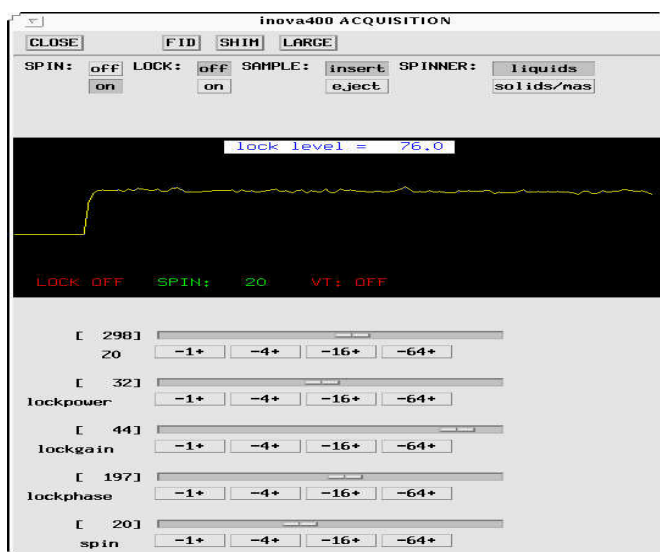 inova400 ACQUISITION
CLOSE FID SHIM LARGE
SPIN: off LOCK: off SAMPLE: insert SPINNER: liquids
on on eject solids/mas
lock level = 76.0
LOCK OFF SPIN: 20 VT: OFF
[ 298]
Z0 -1+ -4+ -16+ -64+
[ 32]
lockpower -1+ -4+ -16+ -64+
[ 44]
lockgain -1+ -4+ -16+ -64+
[ 197]
lockphase -1+ -4+ -16+ -64+
[ 20]
spin -1+ -4+ -16+ -64+